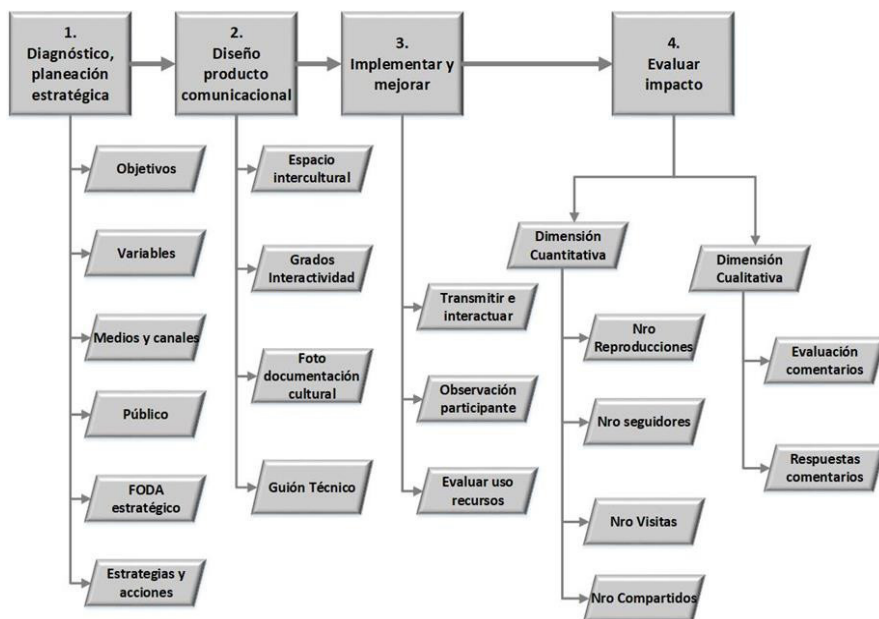 1.
Diagnóstico,
planeación
estratégica
2.
Diseño
producto
comunicacional
3.
Implementar y
mejorar
4.
Evaluar
impacto
Objetivos
Variables
Medios y canales
Público
FODA
estratégico
Estrategias y
acciones
Espacio
intercultural
Grados
Interactividad
Foto
documentación
cultural
Guión Técnico
Transmitir e
interactuar
Observación
participante
Evaluar uso
recursos
Dimensión
Cuantitativa
Nro
Reproducciones
Nro seguidores
Nro Visitas
Nro Compartidos
Dimensión
Cualitativa
Evaluación
comentarios
Respuestas
comentarios